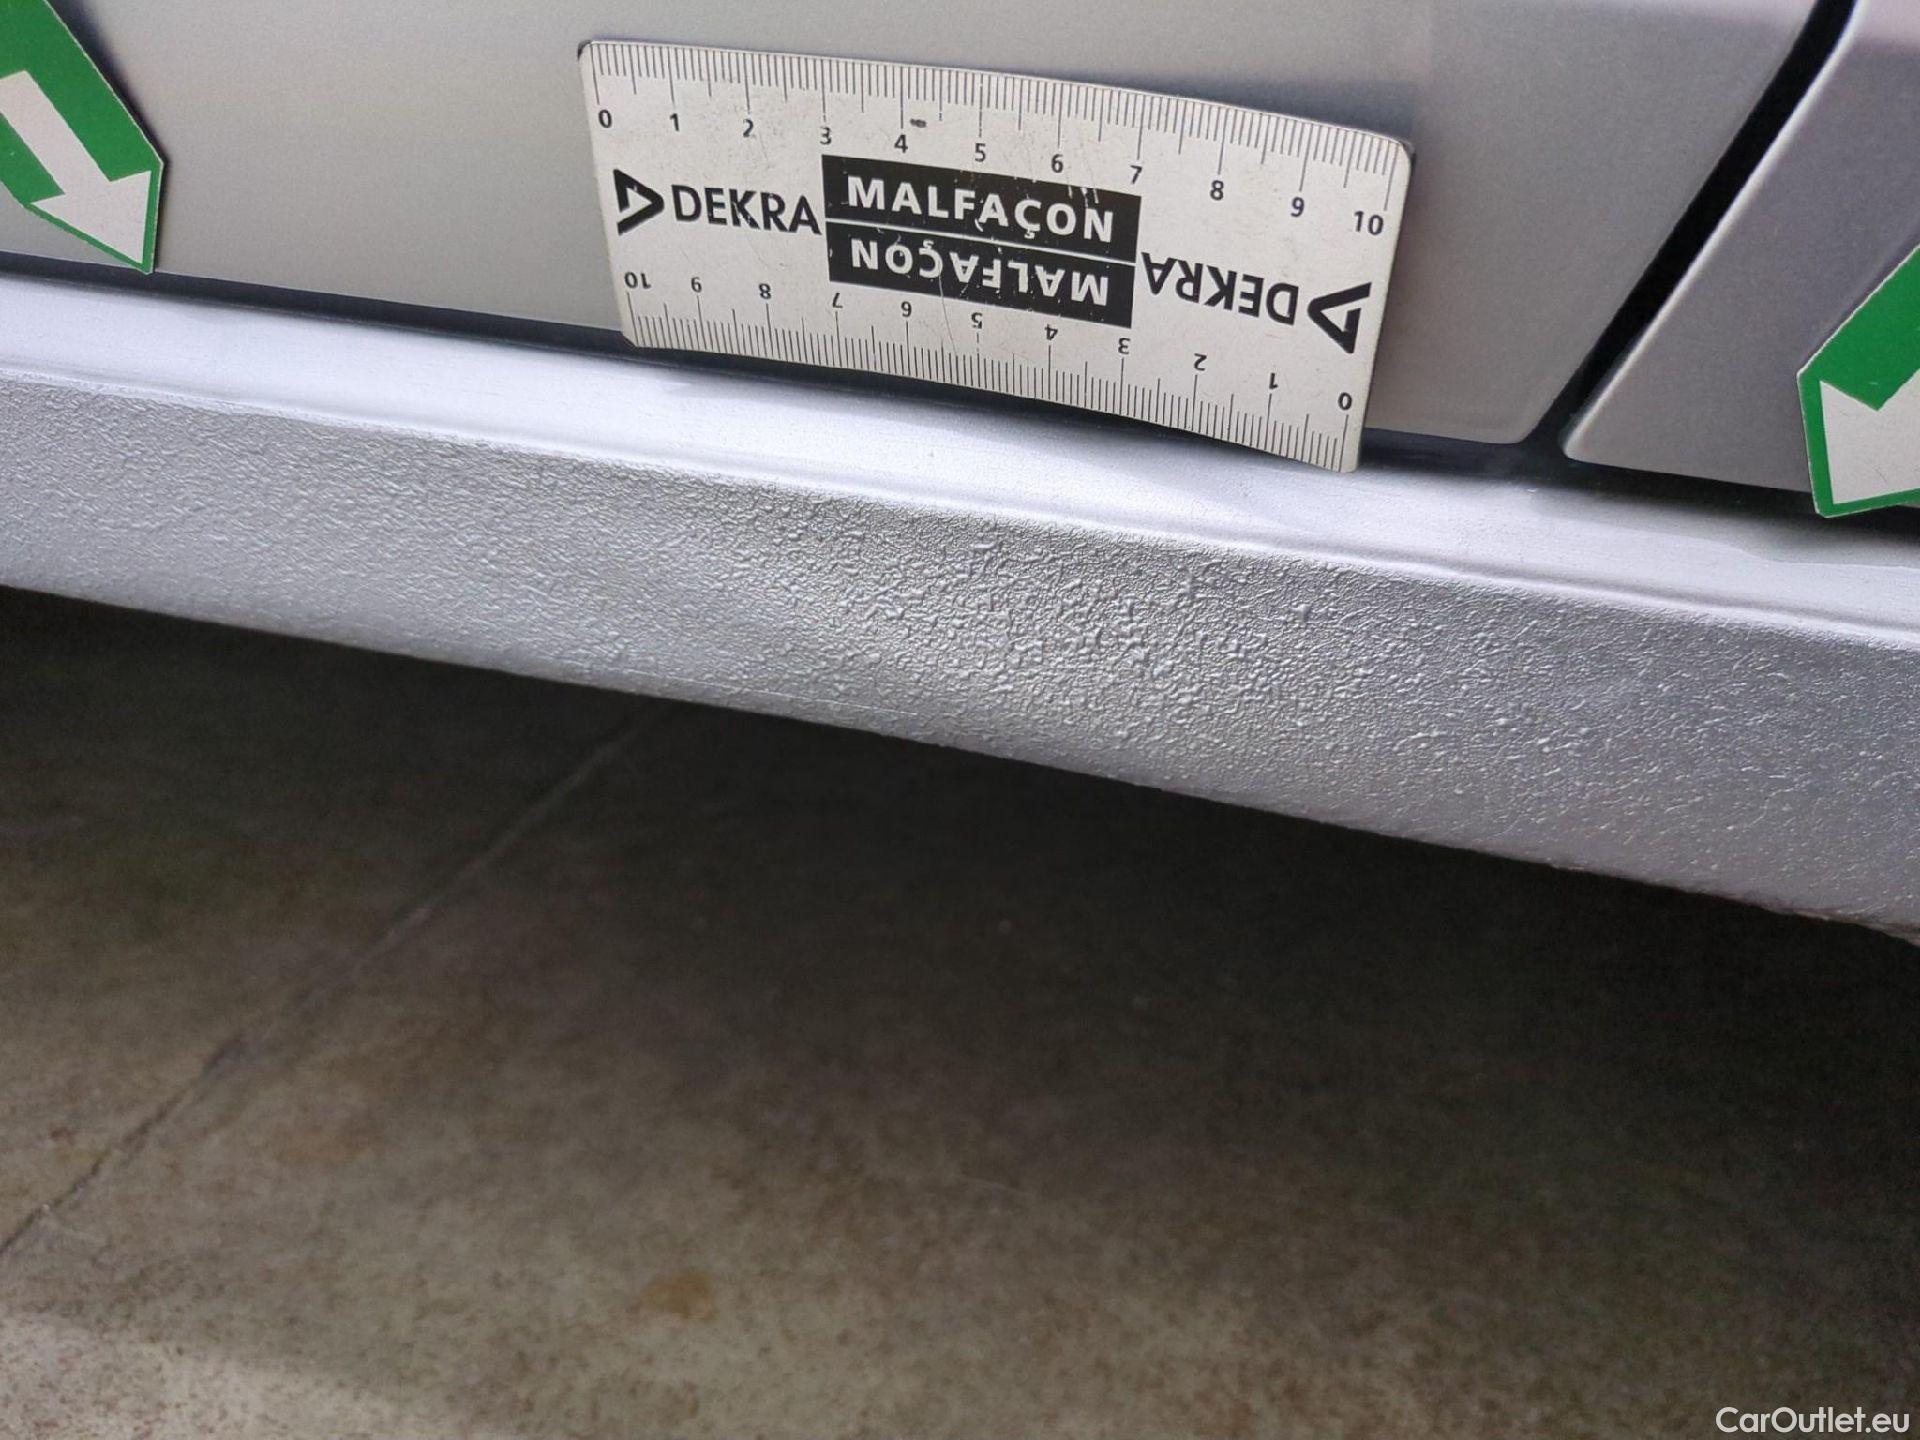 0 1 2 3 4 5 6 7 8 9 10
DEKRA MALFAÇON
MALFAÇON DEKRA
10 9 8 7 6 5 4 3 2 1 0
CarOutlet.eu